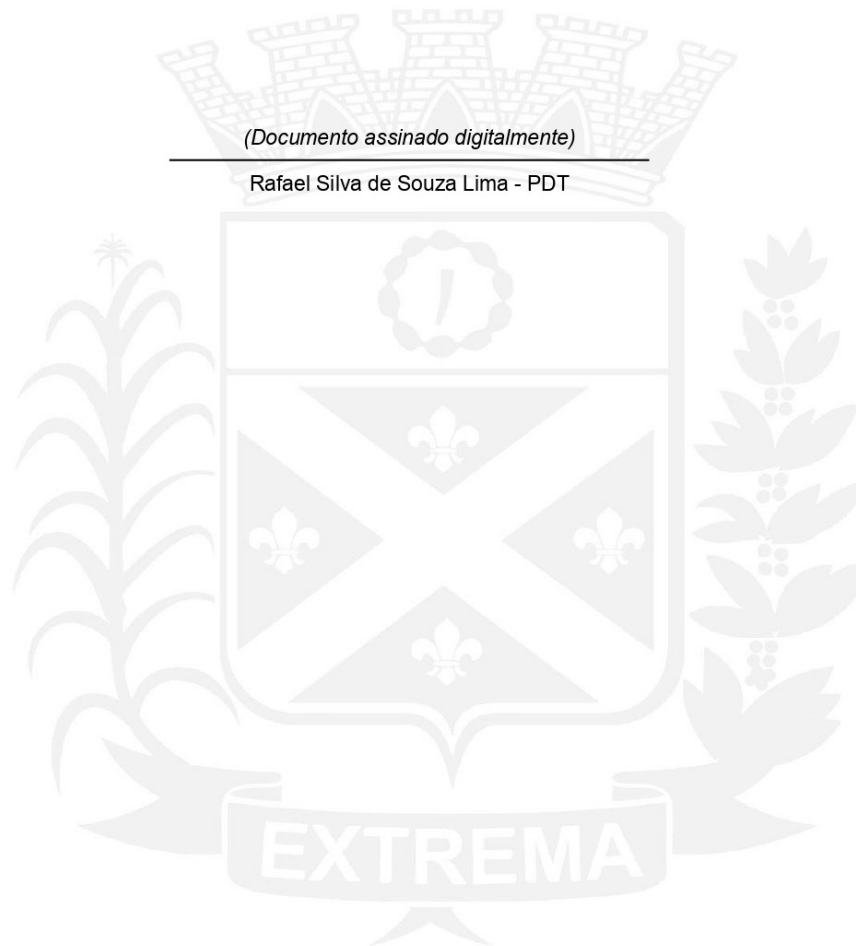 (Documento assinado digitalmente)
Rafael Silva de Souza Lima - PDT
EXTREMA